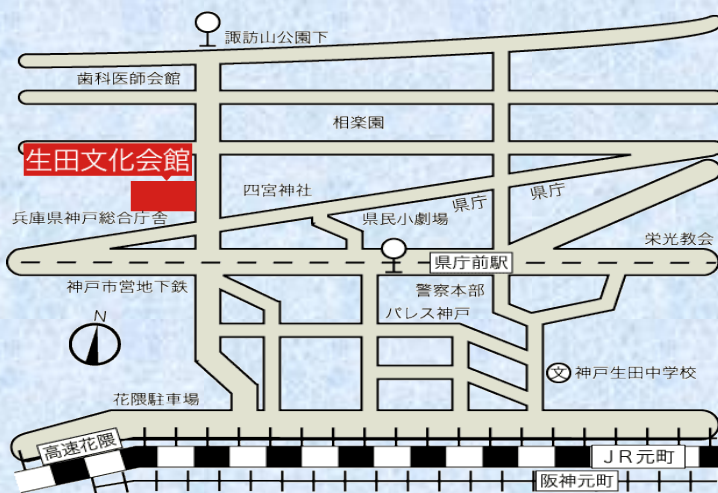 諏訪山公園下
歯科医師会館
相楽園
生田文化会館
四宮神社
県庁
県庁
兵庫県神戸総合庁舎
県民小劇場
栄光教会
県庁前駅
神戸市営地下鉄
警察本部
パレス神戸
N
文
神戸生田中学校
花隈駐車場
高速花隈
JR元町
阪神元町